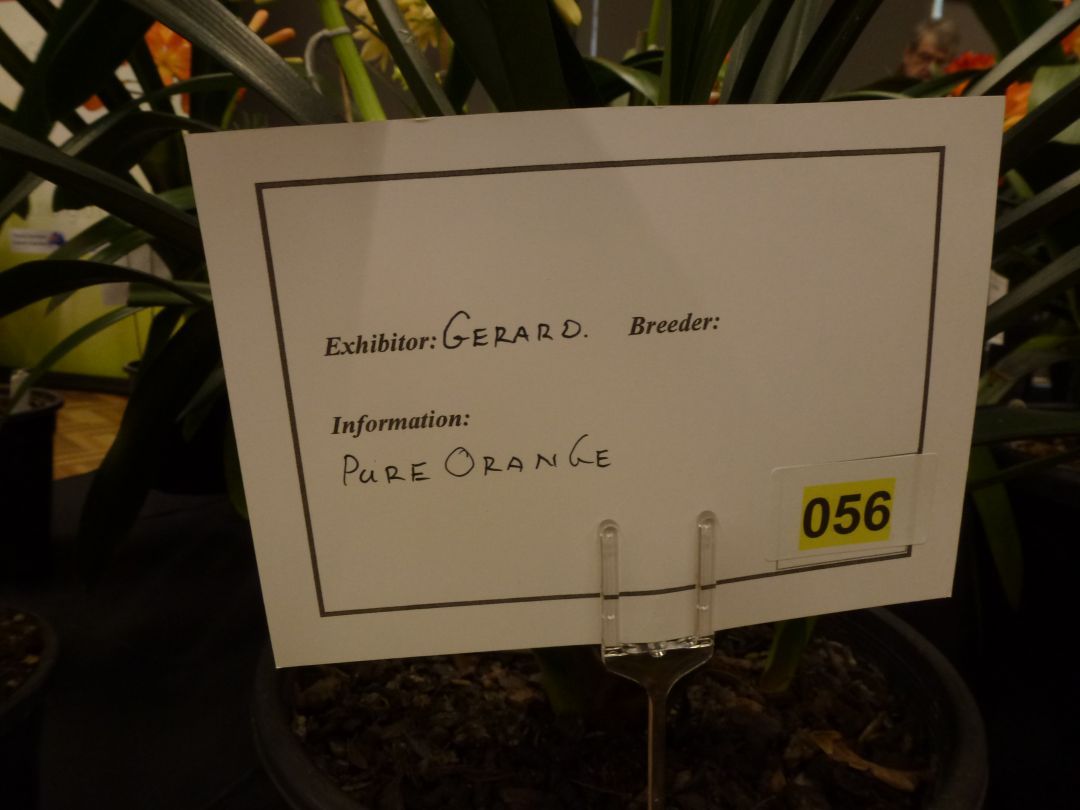 Exhibitor: GERARD. Breeder:
Information:
PURE ORANGE
056